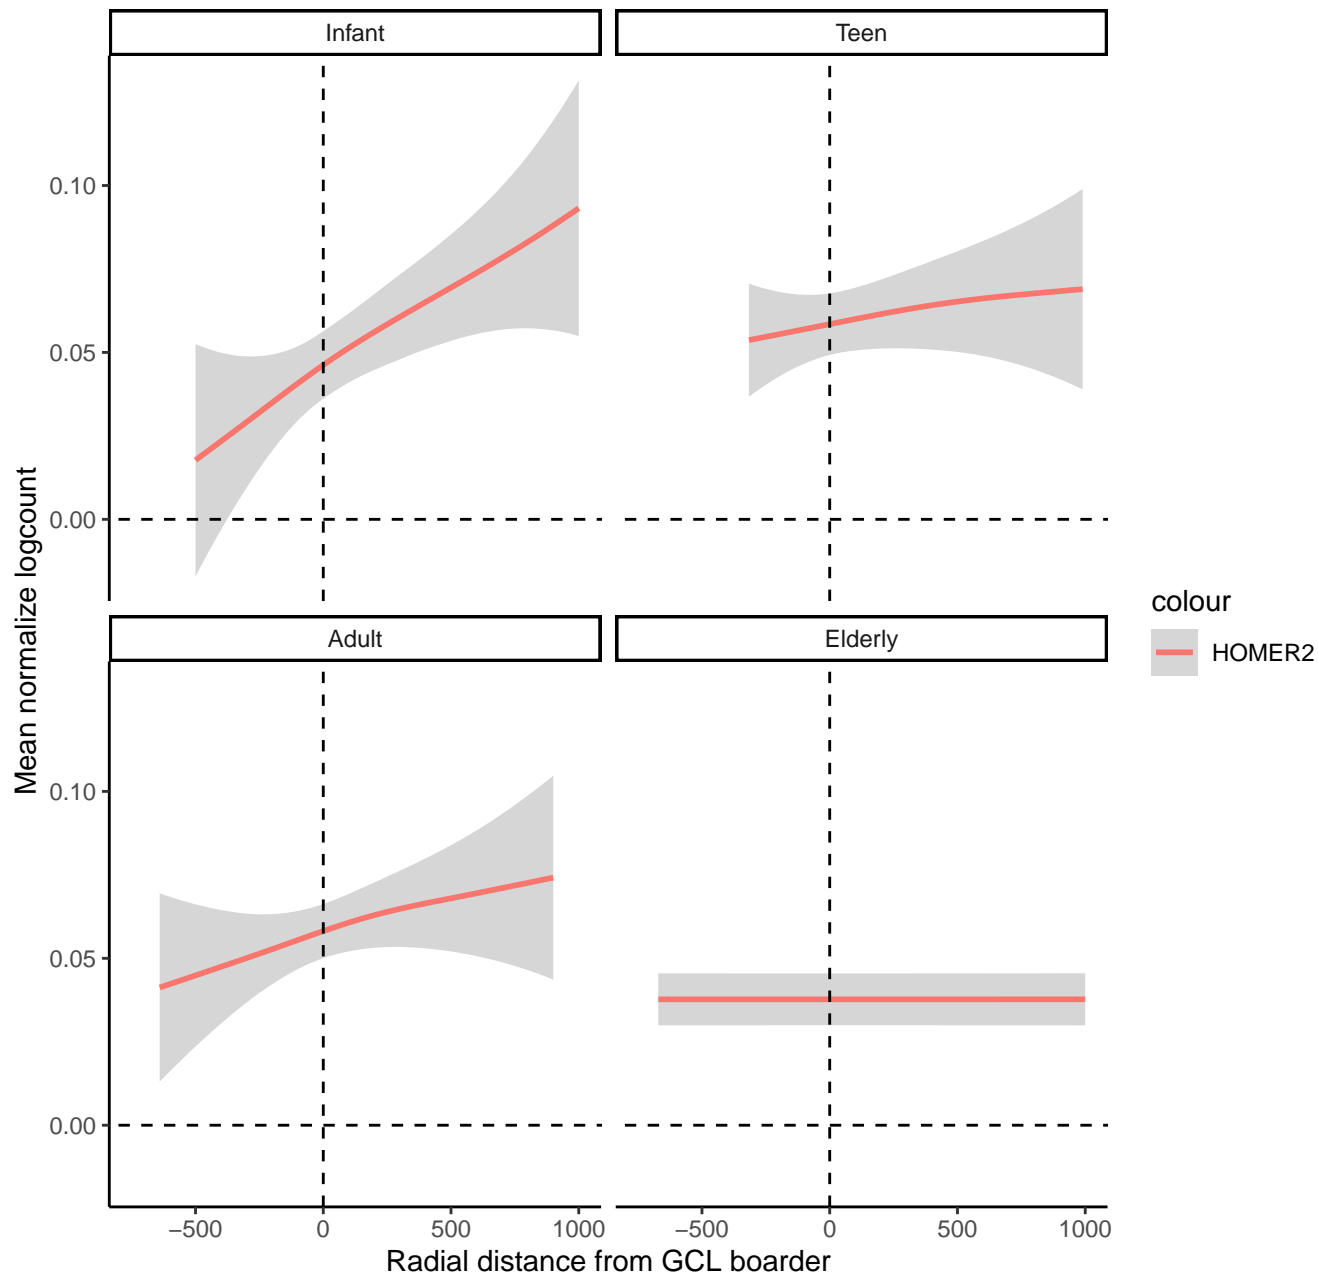 Infant
Teen
0.10
0.05
0.00
Mean normalize logcount
Adult
Elderly
0.10
0.05
0.00
−500 0 500 1000
−500 0 500 1000
Radial distance from GCL boarder
colour
HOMER2